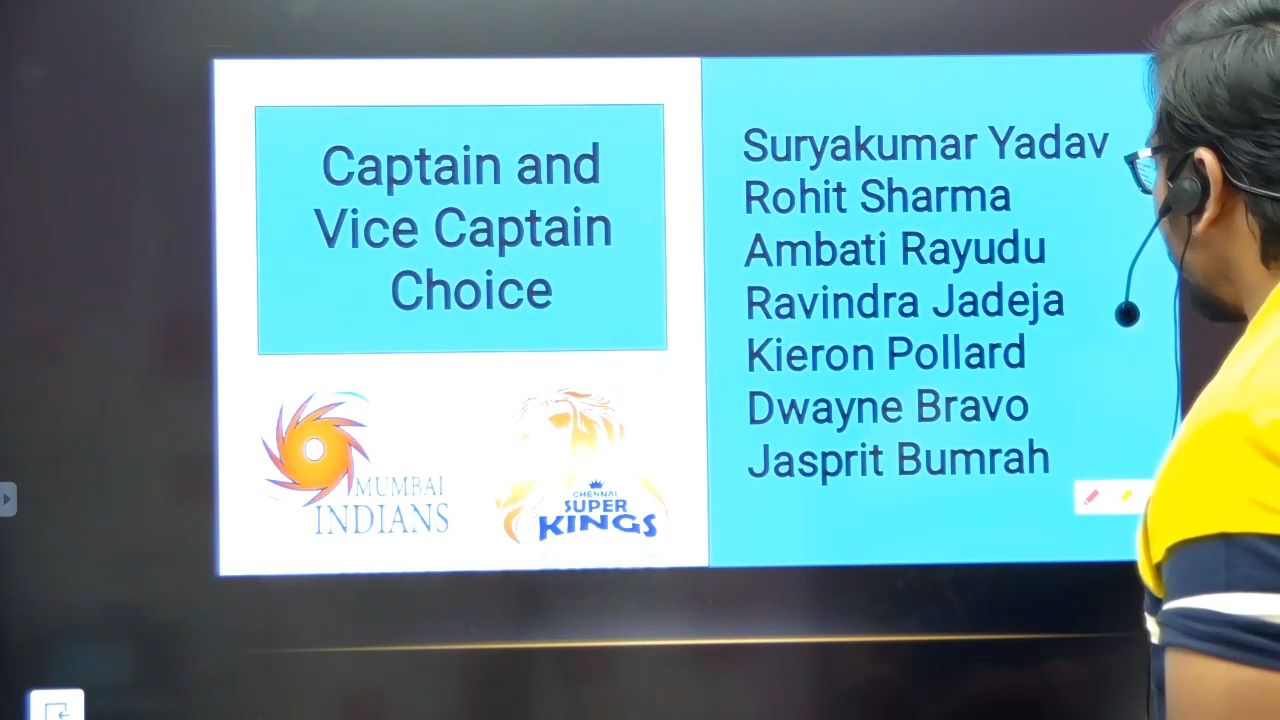 Captain and
Vice Captain
Choice
MUMBAI
INDIANS
CHENNAI
SUPER
KINGS
Suryakumar Yadav
Rohit Sharma
Ambati Rayudu
Ravindra Jadeja
Kieron Pollard
Dwayne Bravo
Jasprit Bumrah